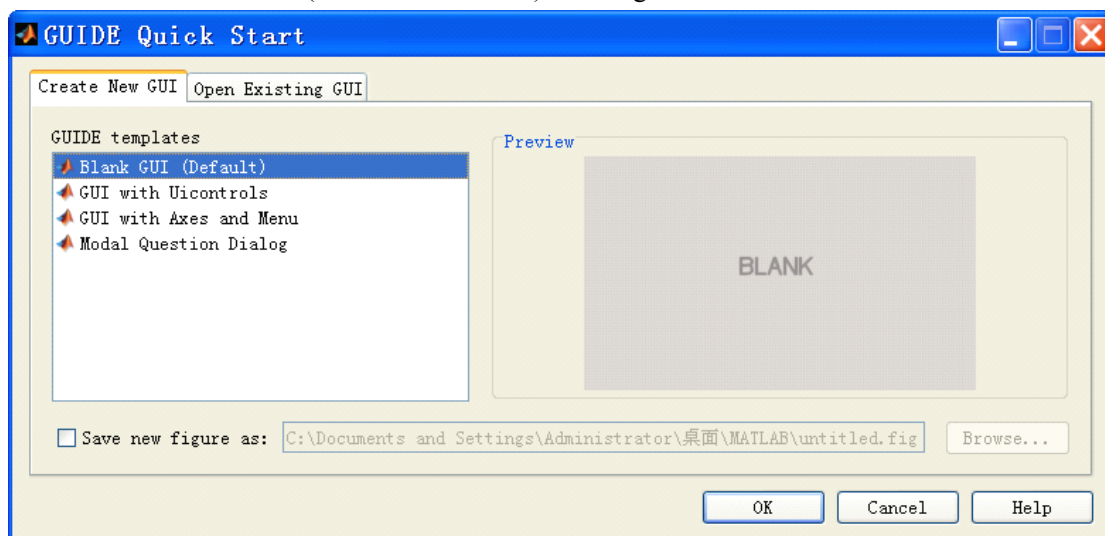 GUIDE Quick Start
Create New GUI Open Existing GUI
GUIDE templates
Preview
Blank GUI (Default)
GUI with Uicontrols
GUI with Axes and Menu
Modal Question Dialog
BLANK
Save new figure as: C:\Documents and Settings\Administrator\桌面\MATLAB\untitled.fig Browse...
OK Cancel Help